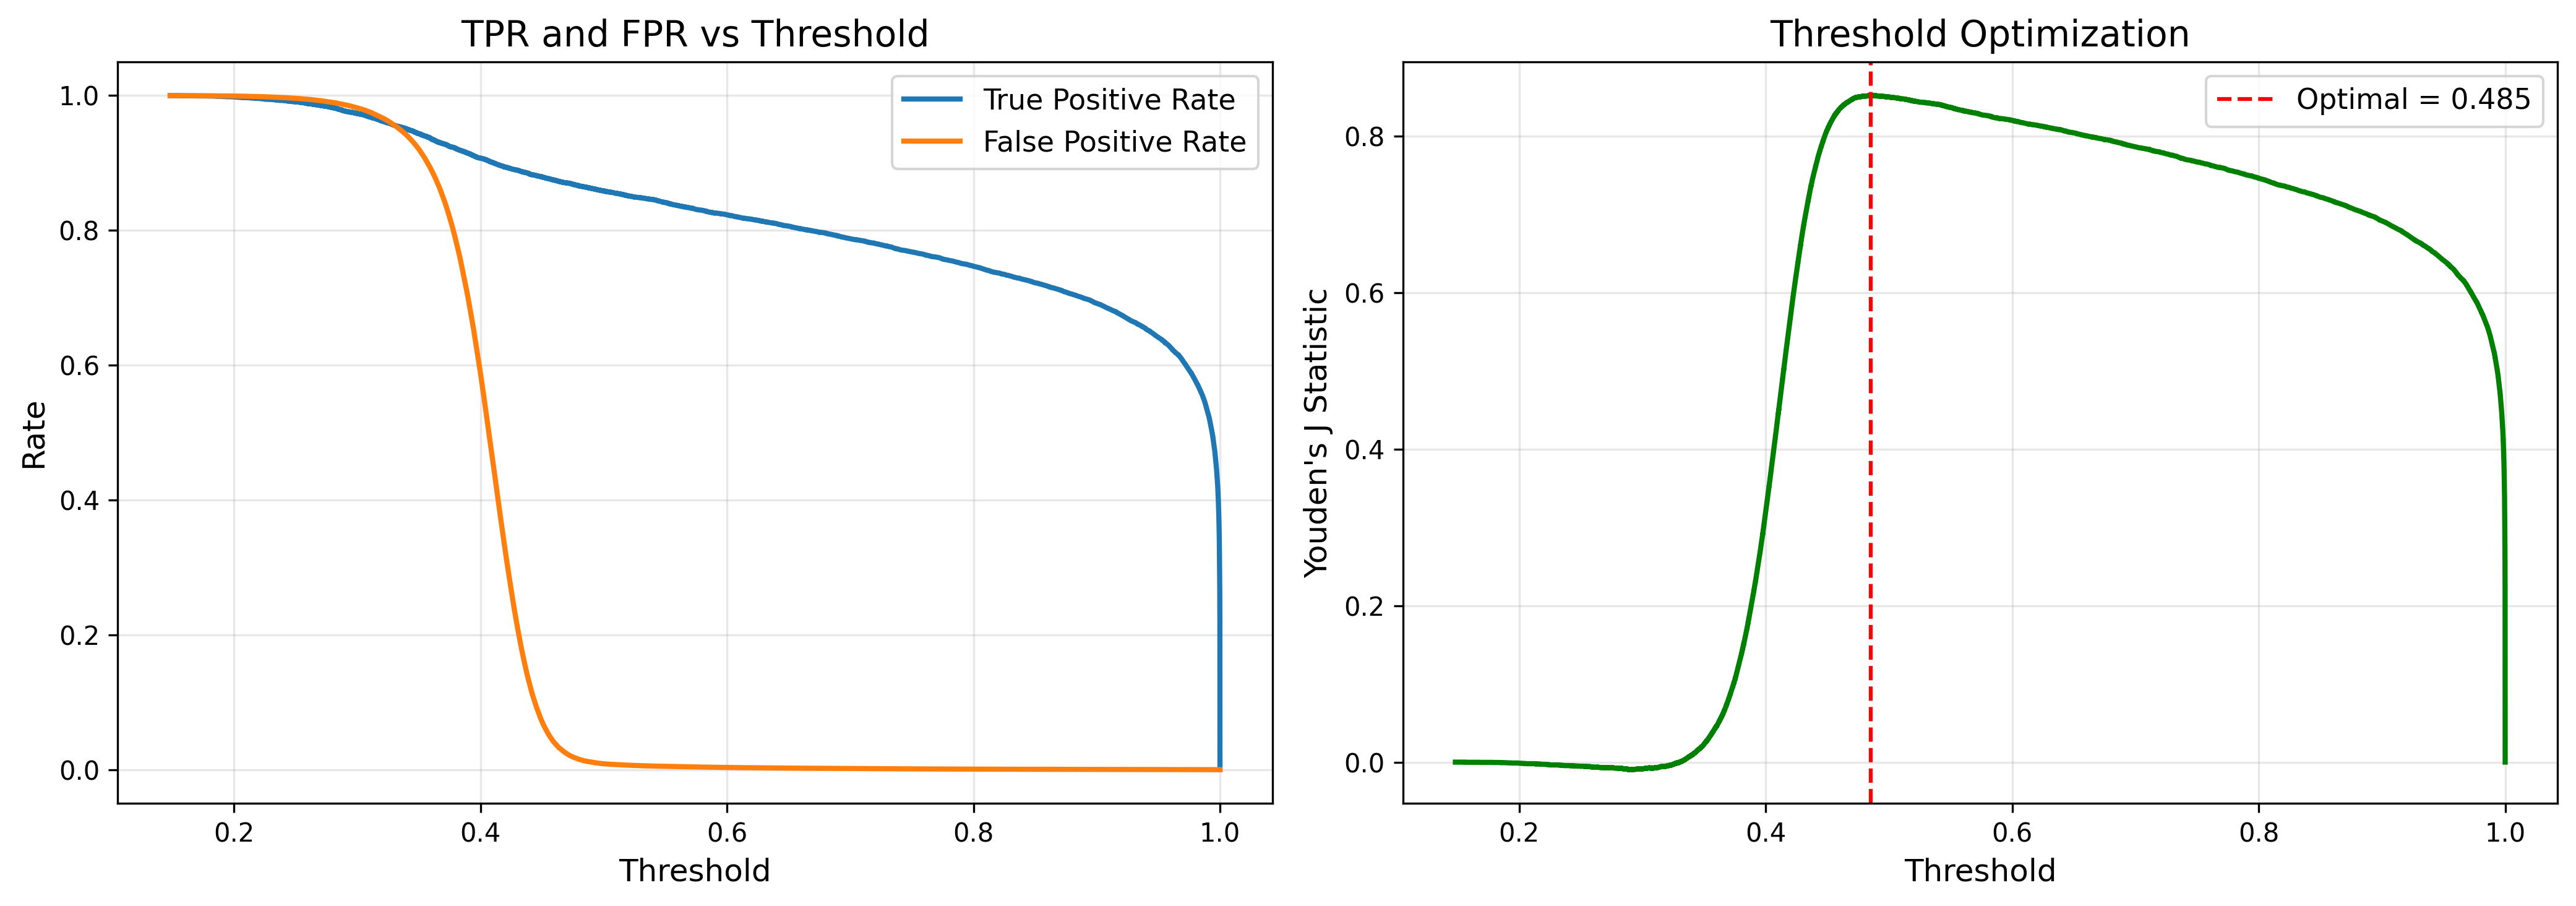 TPR and FPR vs Threshold
True Positive Rate
False Positive Rate
Rate
1.0
0.8
0.6
0.4
0.2
0.0
0.2 0.4 0.6 0.8 1.0
Threshold
Threshold Optimization
Optimal = 0.485
Youden's J Statistic
0.8
0.6
0.4
0.2
0.0
0.2 0.4 0.6 0.8 1.0
Threshold